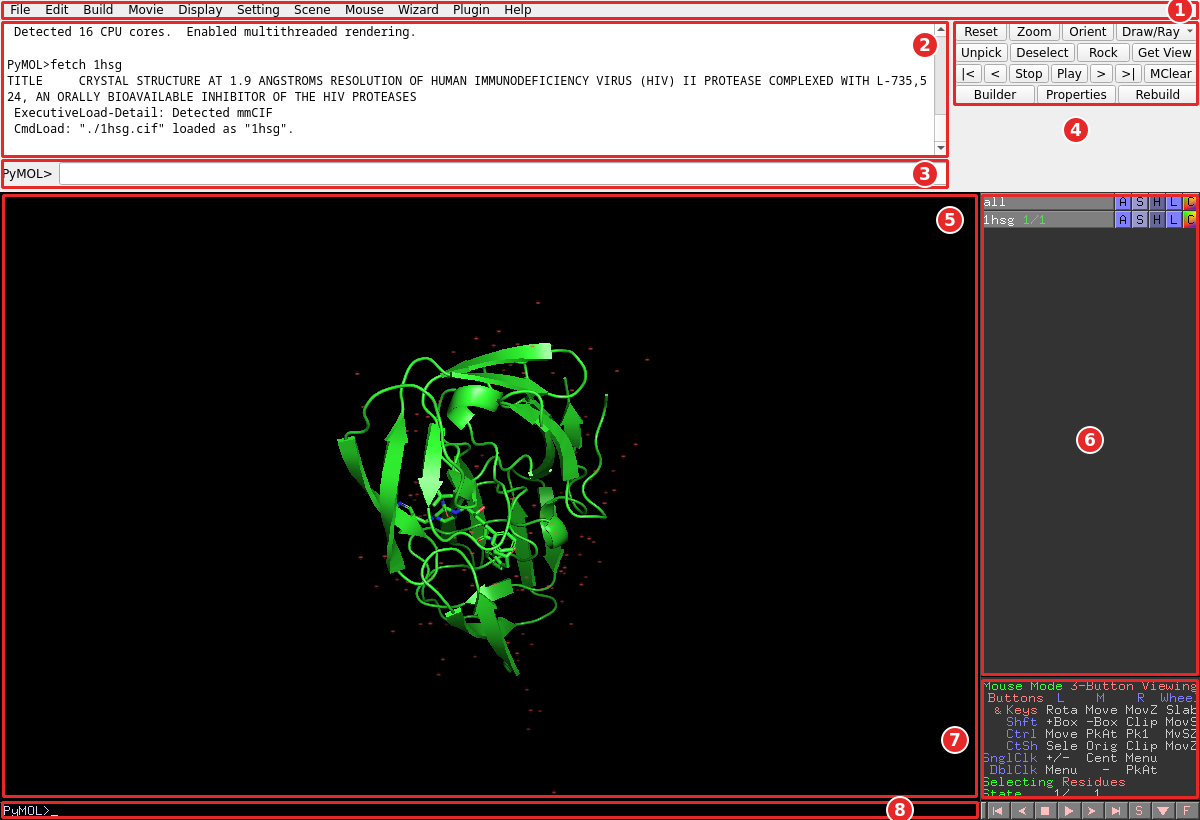 File Edit Build Movie Display Setting Scene Mouse Wizard Plugin Help 1
Detected 16 CPU cores. Enabled multithreaded rendering.
2
PyMOL>fetch 1hsg
TITLE CRYSTAL STRUCTURE AT 1.9 ANGSTROMS RESOLUTION OF HUMAN IMMUNODEFICIENCY VIRUS (HIV) II PROTEASE COMPLEXED WITH L-735,5
24, AN ORALLY BIOAVAILABLE INHIBITOR OF THE HIV PROTEASES
ExecutiveLoad-Detail: Detected mmCIF
CmdLoad: "./1hsg.cif" loaded as "1hsg".
Reset Zoom Orient Draw/Ray
Unpick Deselect Rock Get View
|< < Stop Play > >| MClear
Builder Properties Rebuild
4
PyMOL> 3
5
all A S H L C
1hsg 1/1 A S H L C
6
7
Mouse Mode 3-Button Viewing
Buttons L M R Whee
& Keys Rota Move MovZ Slab
Shft +Box -Box Clip MovS
Ctrl Move PkAt Pk1 MvSZ
CtSh Sele Orig Clip MovZ
SnglClk +/- Cent Menu
DblClk Menu - PkAt
Selecting Residues
State 1/ 1
PyMOL>_ 8
S F